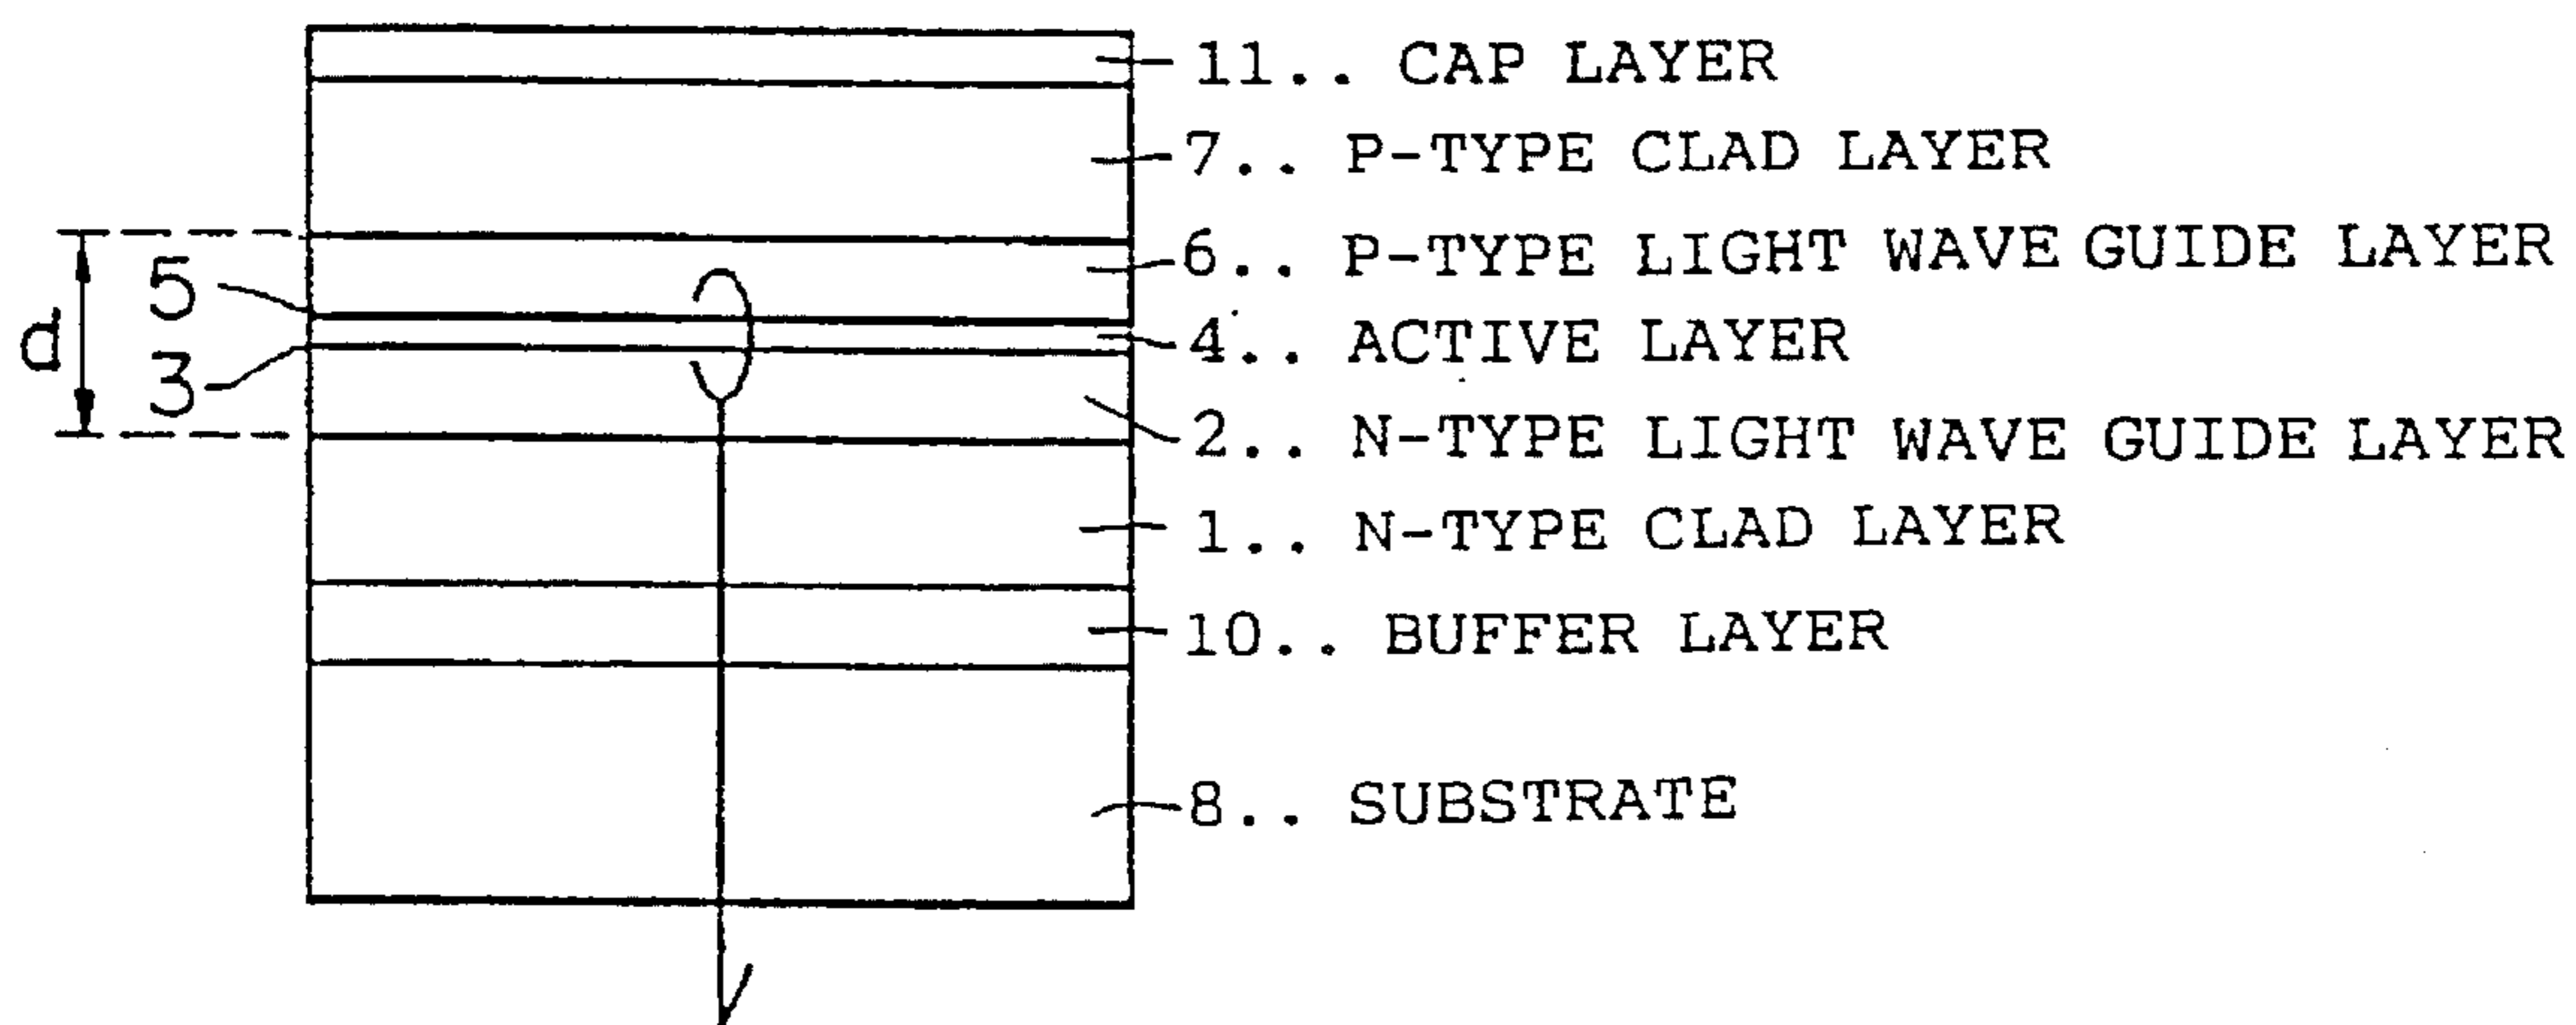 11.. CAP LAYER
7.. P-TYPE CLAD LAYER
6.. P-TYPE LIGHT WAVE GUIDE LAYER
5
4.. ACTIVE LAYER
d
3
2.. N-TYPE LIGHT WAVE GUIDE LAYER
1.. N-TYPE CLAD LAYER
10.. BUFFER LAYER
8.. SUBSTRATE